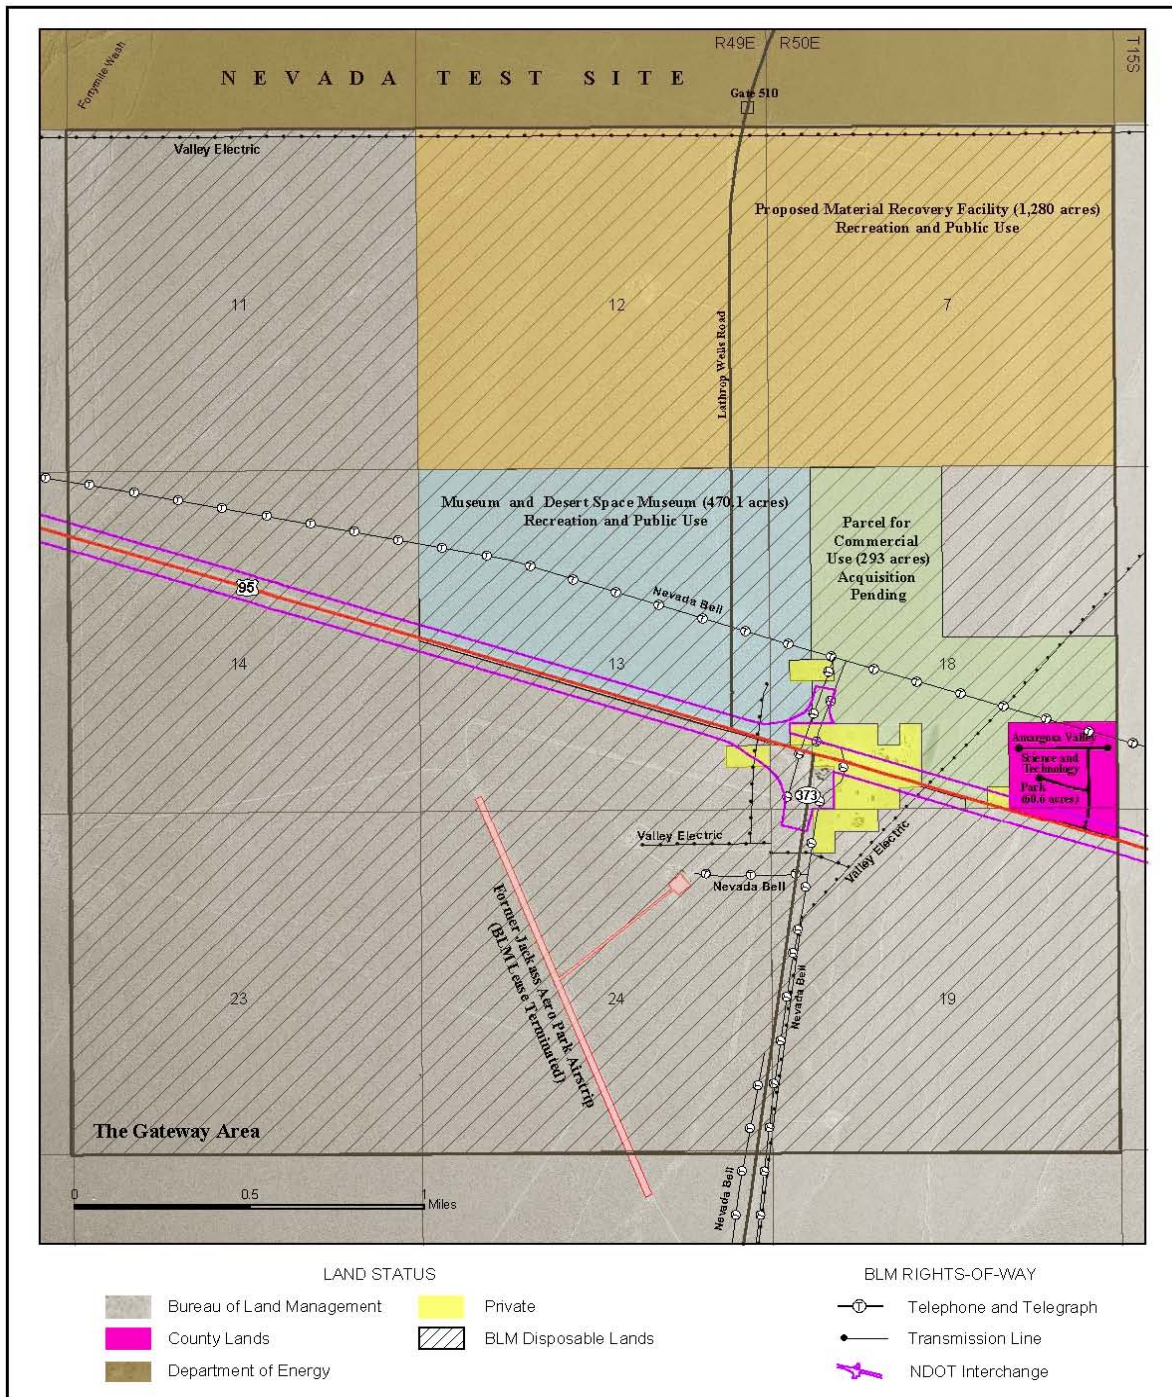 R49E R50E
T15S
Fortymile Wash
NEVADA TEST SITE
Gate 510
Valley Electric
Proposed Material Recovery Facility (1,280 acres)
Recreation and Public Use
11
12
7
Lathrop Wells Road
Museum and Desert Space Museum (470.1 acres)
Recreation and Public Use
Parcel for
Commercial
Use (293 acres)
Acquisition
Pending
95
Nevada Bell
14
13
18
Amargosa Valley
Science and
Technology
Park
(60.6 acres)
373
Valley Electric
Valley Electric
Nevada Bell
Former Jackass Aero Park Airstrip
(BLM Lease Terminated)
23
24
19
Nevada Bell
The Gateway Area
Nevada Bell
0 0.5 1
Miles
LAND STATUS
Bureau of Land Management
County Lands
Department of Energy
Private
BLM Disposable Lands
BLM RIGHTS-OF-WAY
T Telephone and Telegraph
Transmission Line
NDOT Interchange